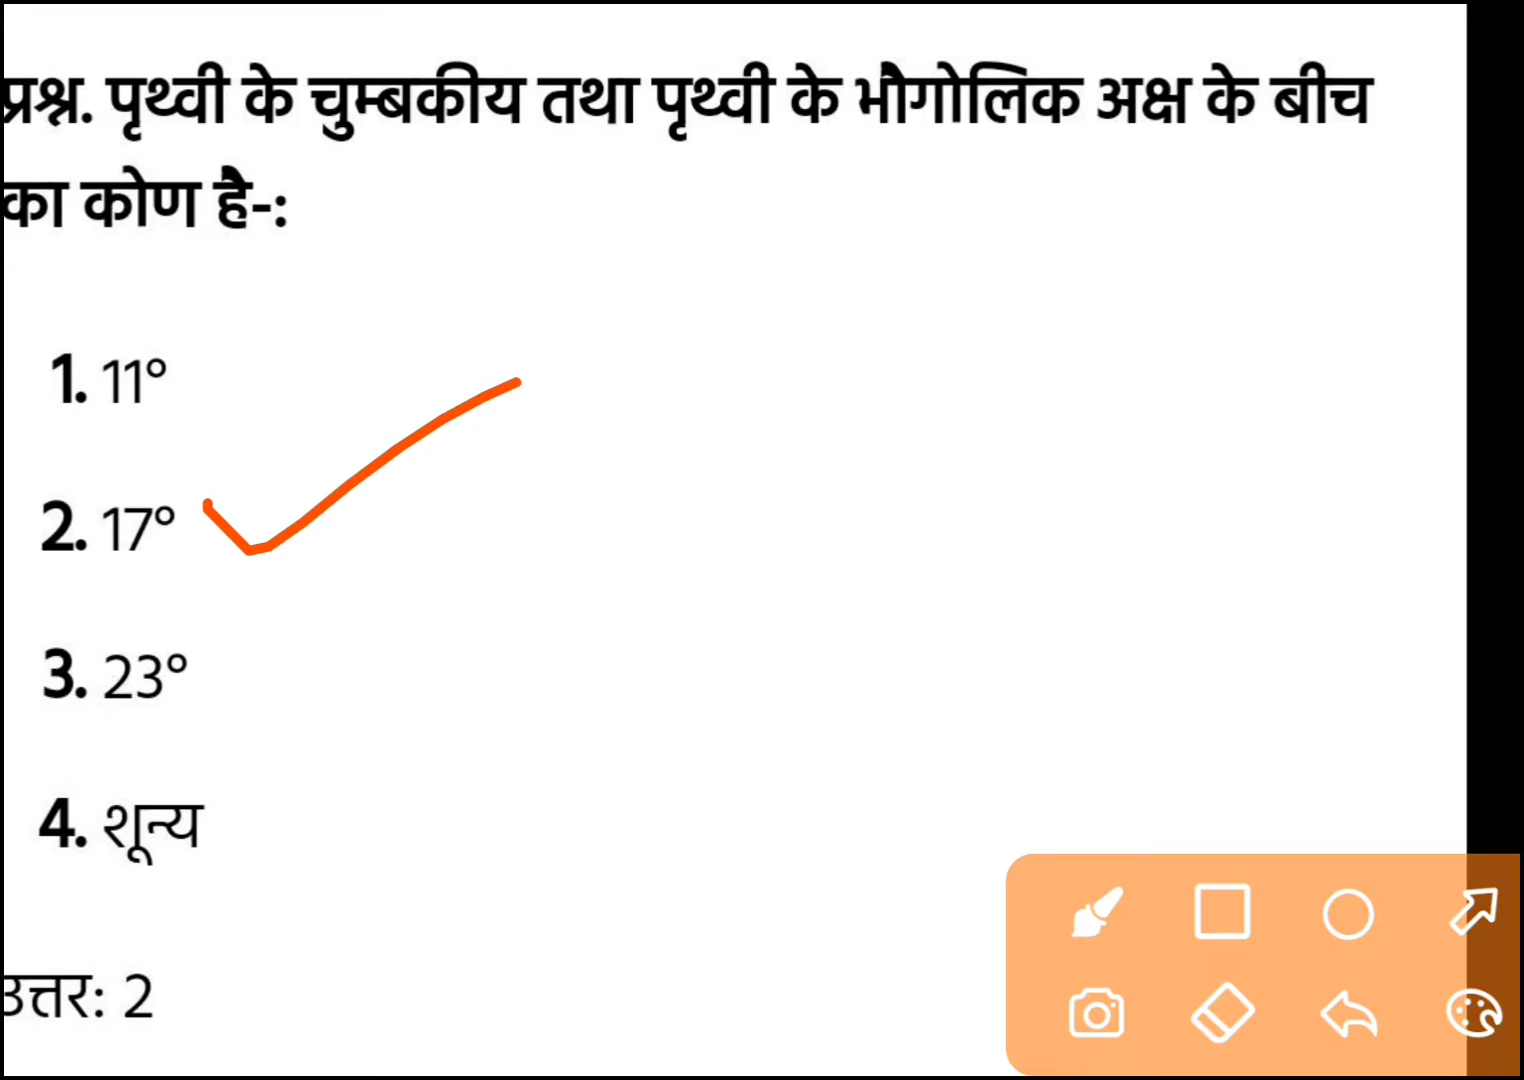 प्रश्न. पृथ्वी के चुम्बकीय तथा पृथ्वी के भौगोलिक अक्ष के बीच
का कोण है-:
1. 11°
2. 17°
3. 23°
4. शून्य
उत्तर: 2